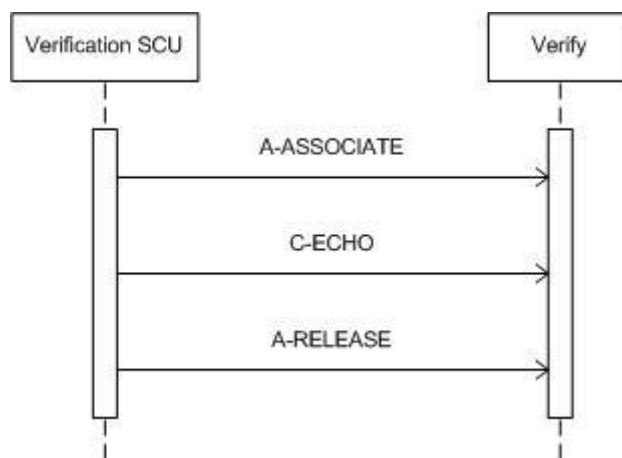 Verification SCU
Verify
A-ASSOCIATE
C-ECHO
A-RELEASE